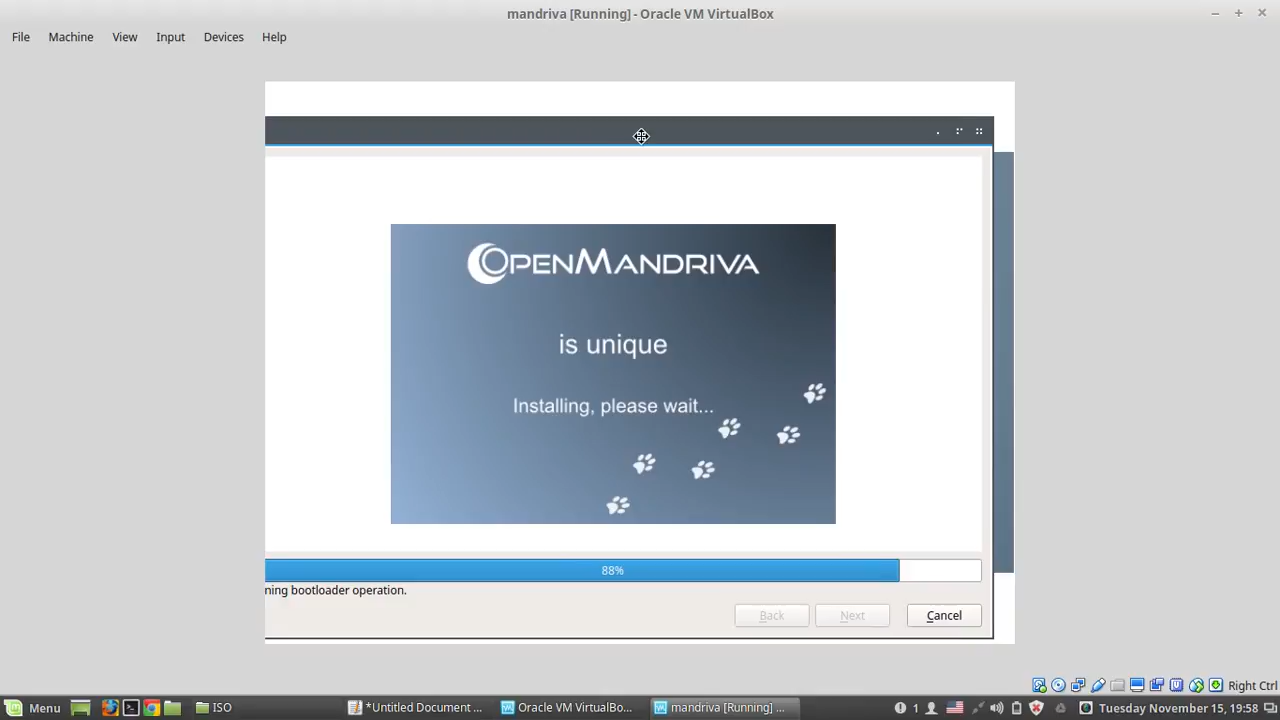 mandriva [Running] - Oracle VM VirtualBox
File Machine View Input Devices Help
OPENMANDRIVA
is unique
Installing, please wait...
88%
ning bootloader operation.
Back Next Cancel
Right Ctrl
Menu ISO *Untitled Document ... Oracle VM VirtualBo... mandriva [Running] ... 1 Tuesday November 15, 19:58